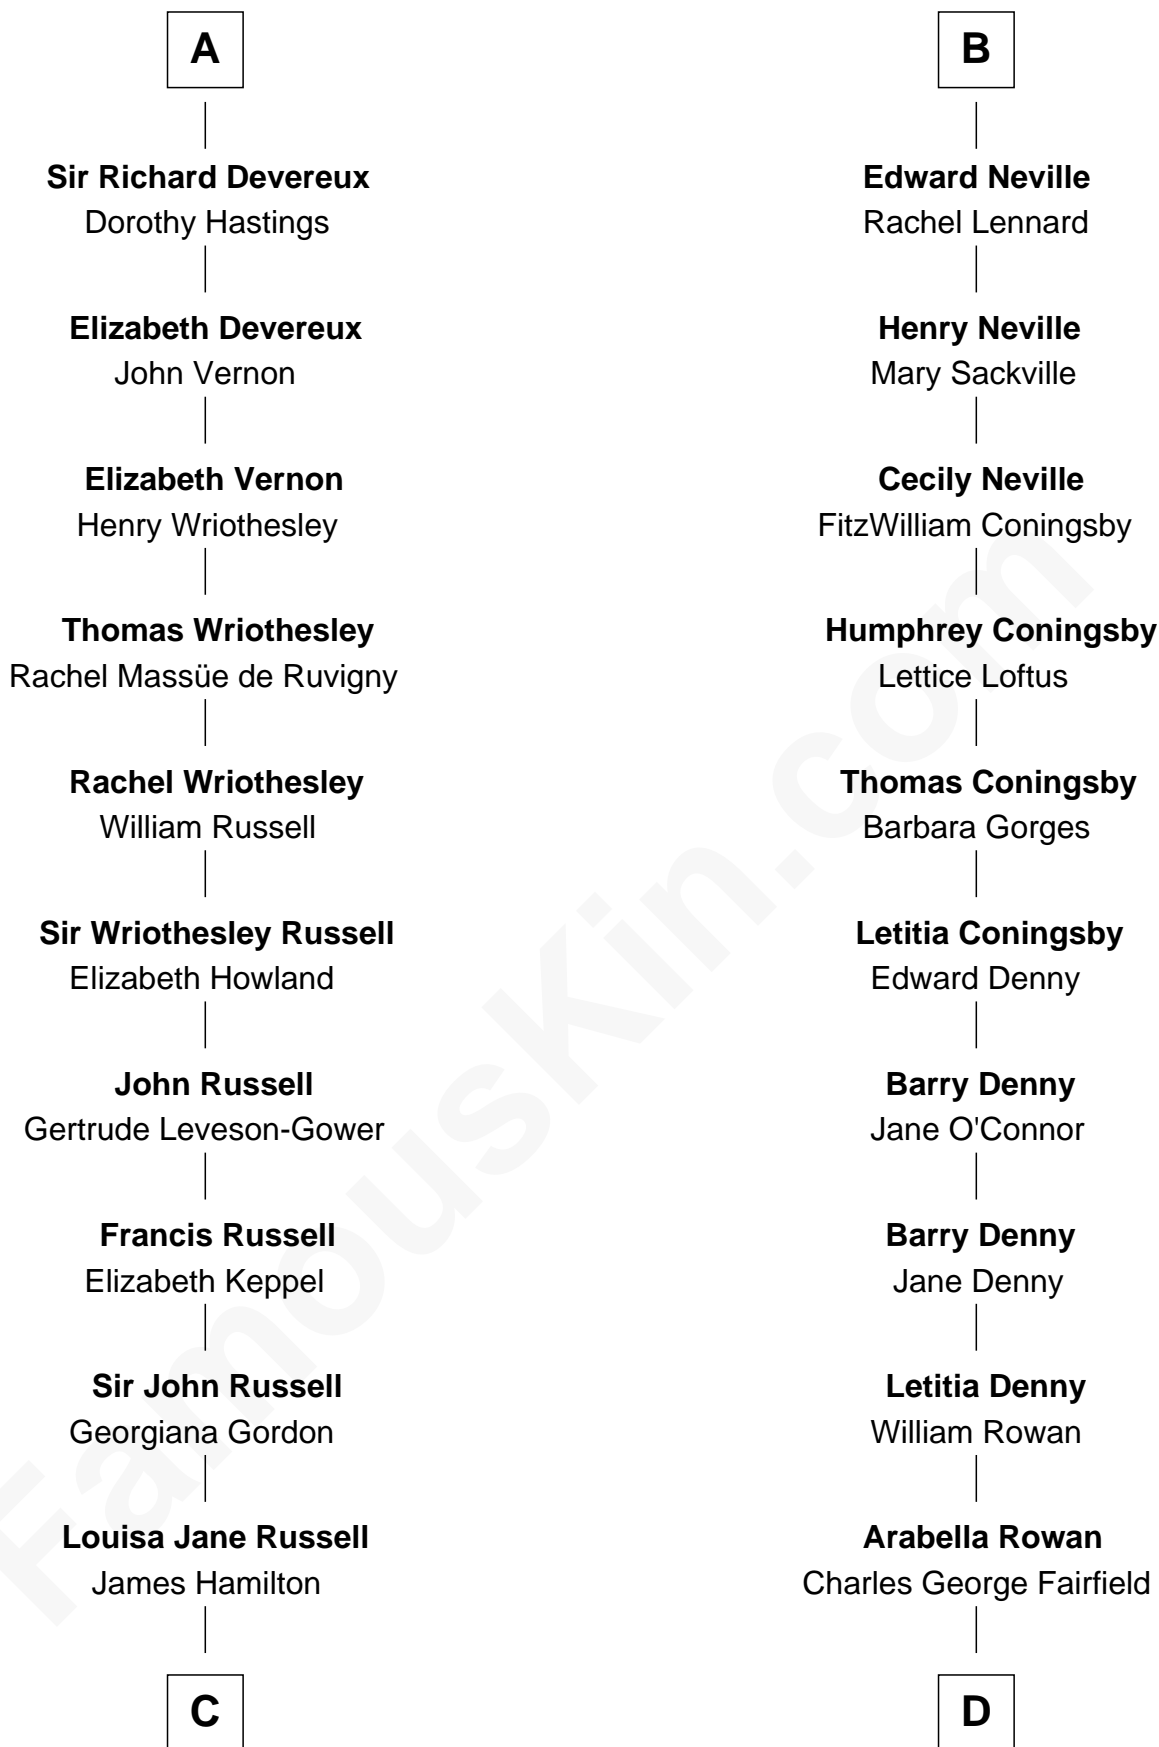 A
Sir Richard Devereux
Dorothy Hastings
Elizabeth Devereux
John Vernon
Elizabeth Vernon
Henry Wriothesley
Thomas Wriothesley
Rachel Massüe de Ruvigny
Rachel Wriothesley
William Russell
Sir Wriothesley Russell
Elizabeth Howland
John Russell
Gertrude Leveson-Gower
Francis Russell
Elizabeth Keppel
Sir John Russell
Georgiana Gordon
Louisa Jane Russell
James Hamilton
C
B
Edward Neville
Rachel Lennard
Henry Neville
Mary Sackville
Cecily Neville
FitzWilliam Coningsby
Humphrey Coningsby
Lettice Loftus
Thomas Coningsby
Barbara Gorges
Letitia Coningsby
Edward Denny
Barry Denny
Jane O'Connor
Barry Denny
Jane Denny
Letitia Denny
William Rowan
Arabella Rowan
Charles George Fairfield
D
FamousKin.com